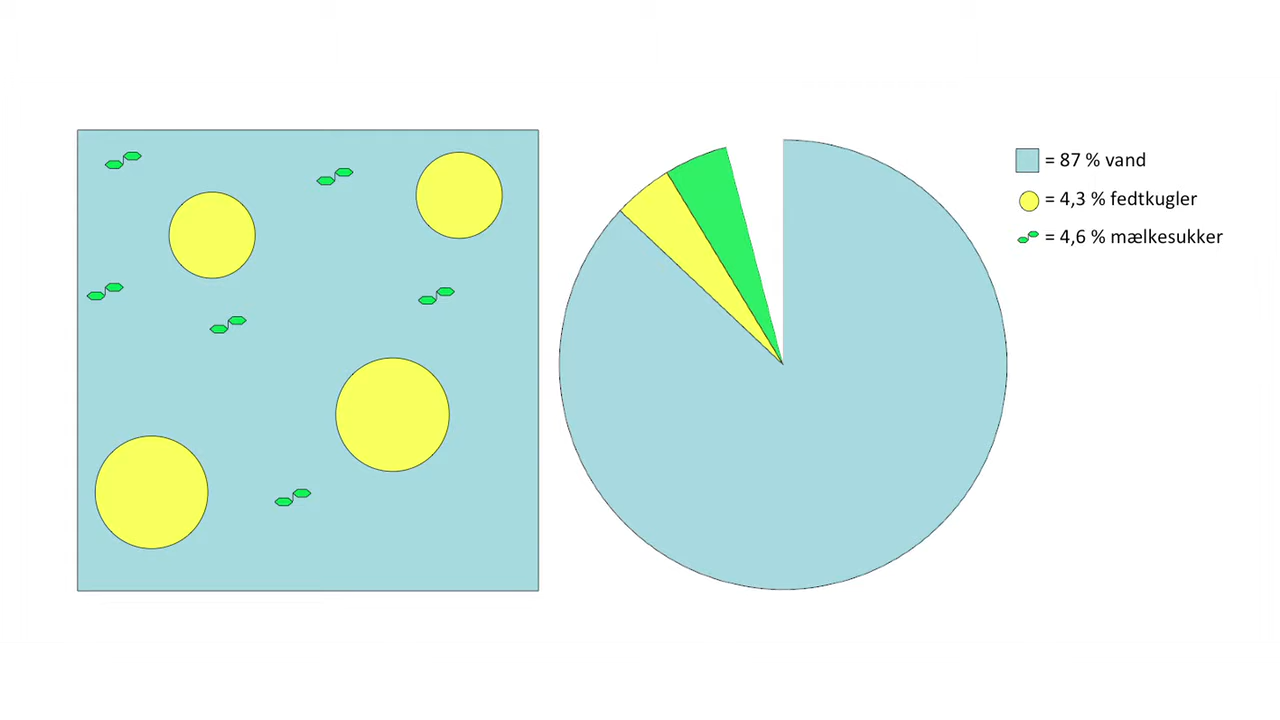 = 87 % vand
= 4,3 % fedtkugler
= 4,6 % mælkesukker